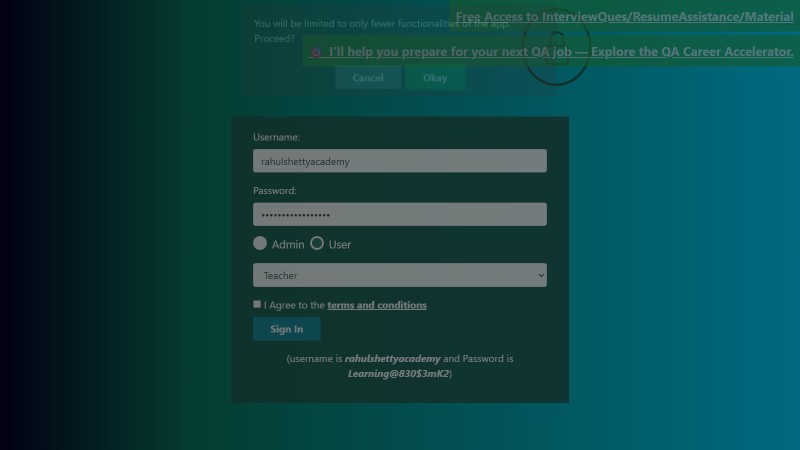 Free Access to InterviewQues/ResumeAssistance/Material
You will be limited to only fewer functionalities of the app.
Proceed?
I'll help you prepare for your next QA job — Explore the QA Career Accelerator.
Cancel Okay
Username:
rahulshettyacademy
Password:
•••••••••••••••••
Admin User
Teacher
I Agree to the terms and conditions
Sign In
(username is rahulshettyacademy and Password is
Learning@830$3mK2)